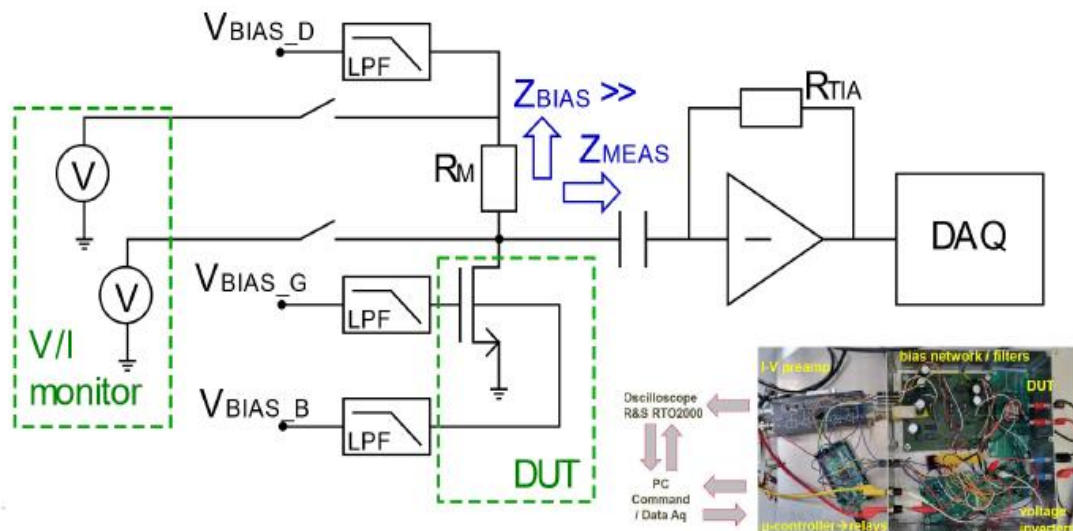 VBIAS_D
LPF
ZBIAS >>
ZMEAS
RTIA
RM
V
V
V/I
monitor
DAQ
VBIAS_G
LPF
VBIAS_B
LPF
DUT
I-V preamp
bias network / filters
DUT
Oscilloscope
R&S RTO2000
PC
Command
/ Data Aq
μ-controller→relays
voltage
inverters